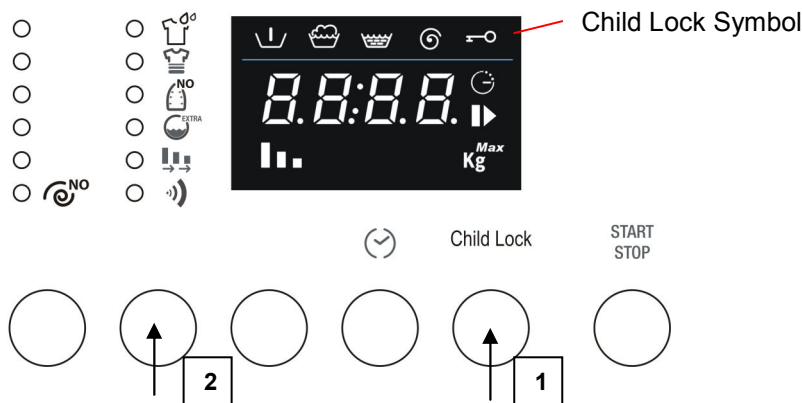 Child Lock Symbol
NO
EXTRA
NO
8.8:8.8.
Max
Kg
Child Lock
START
STOP
2
1